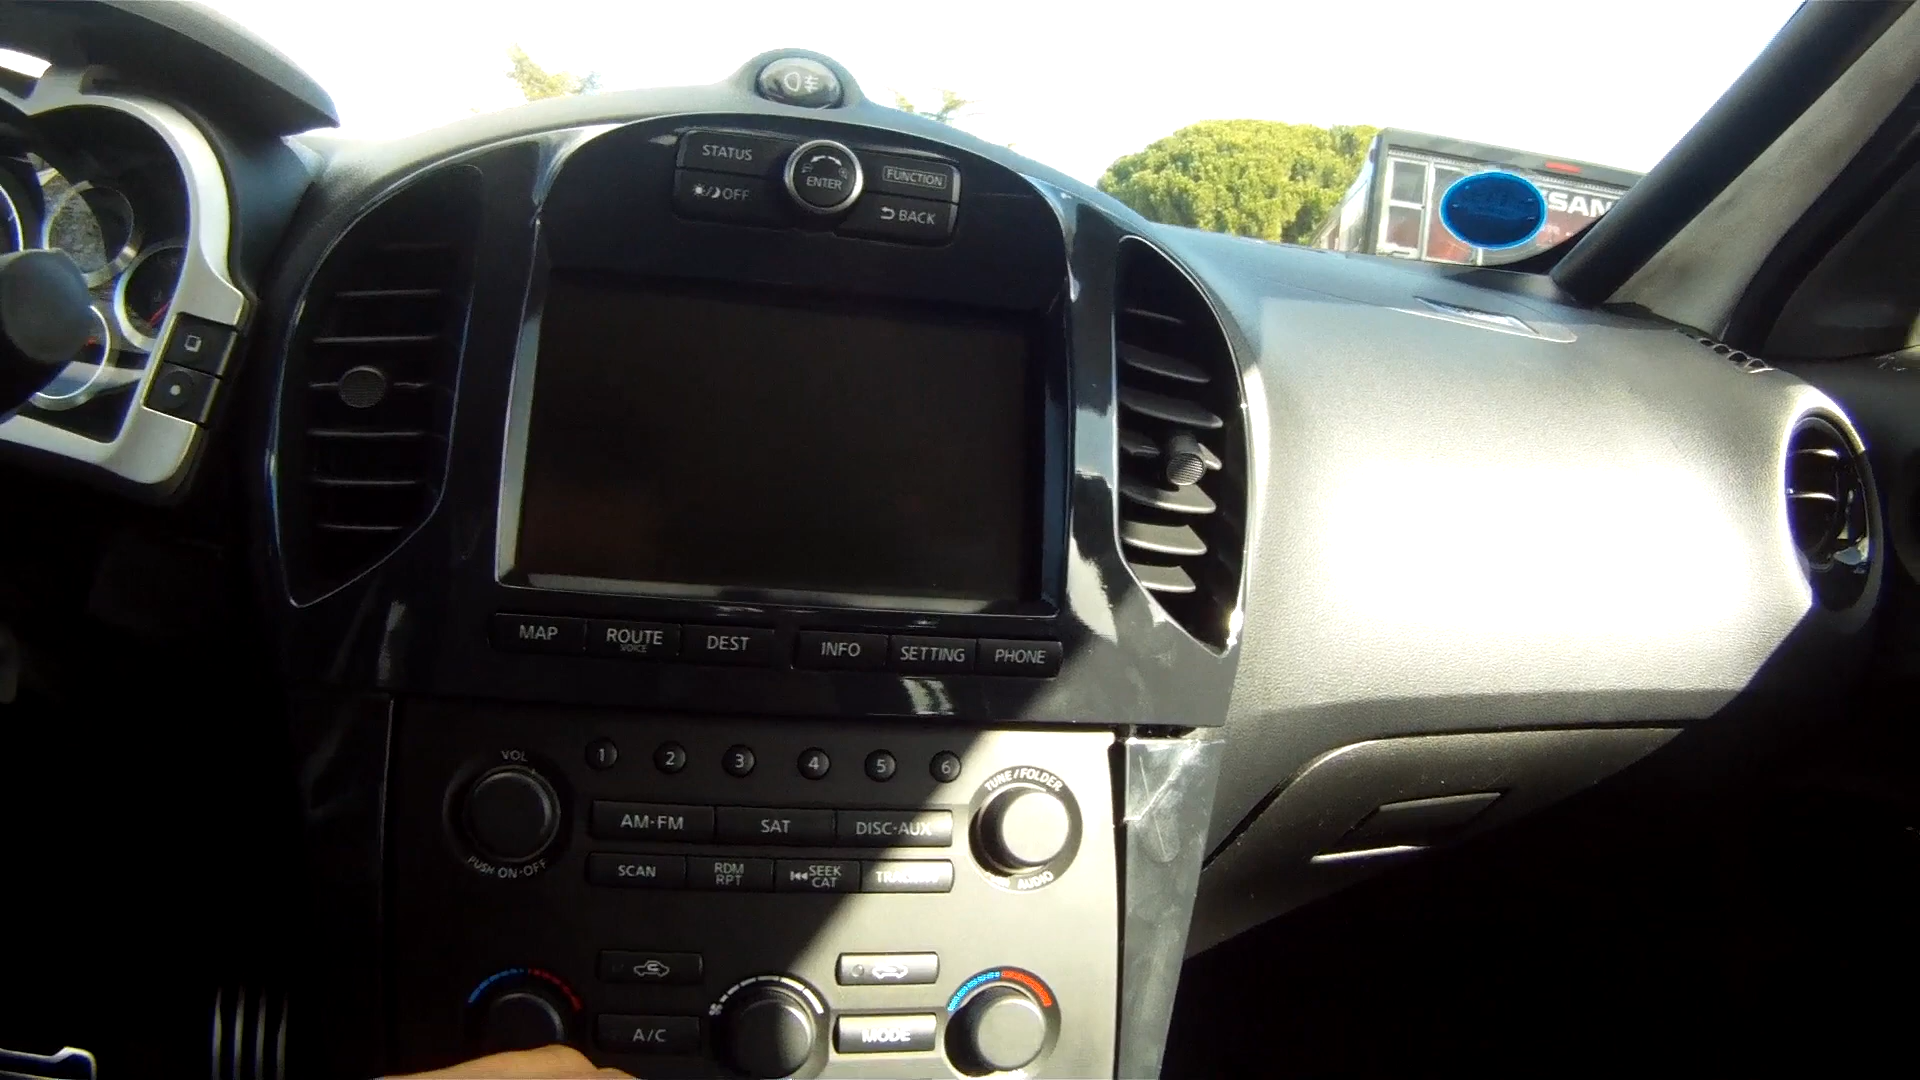 STATUS
ENTER
FUNCTION
OFF
BACK
SAN
MAP
ROUTE
VOICE
DEST
INFO
SETTING
PHONE
VOL
PUSH ON·OFF
1
2
3
4
5
6
TUNE/FOLDER
AUDIO
AM·FM
SAT
DISC·AUX
SCAN
RDM
RPT
SEEK
CAT
A/C
MODE